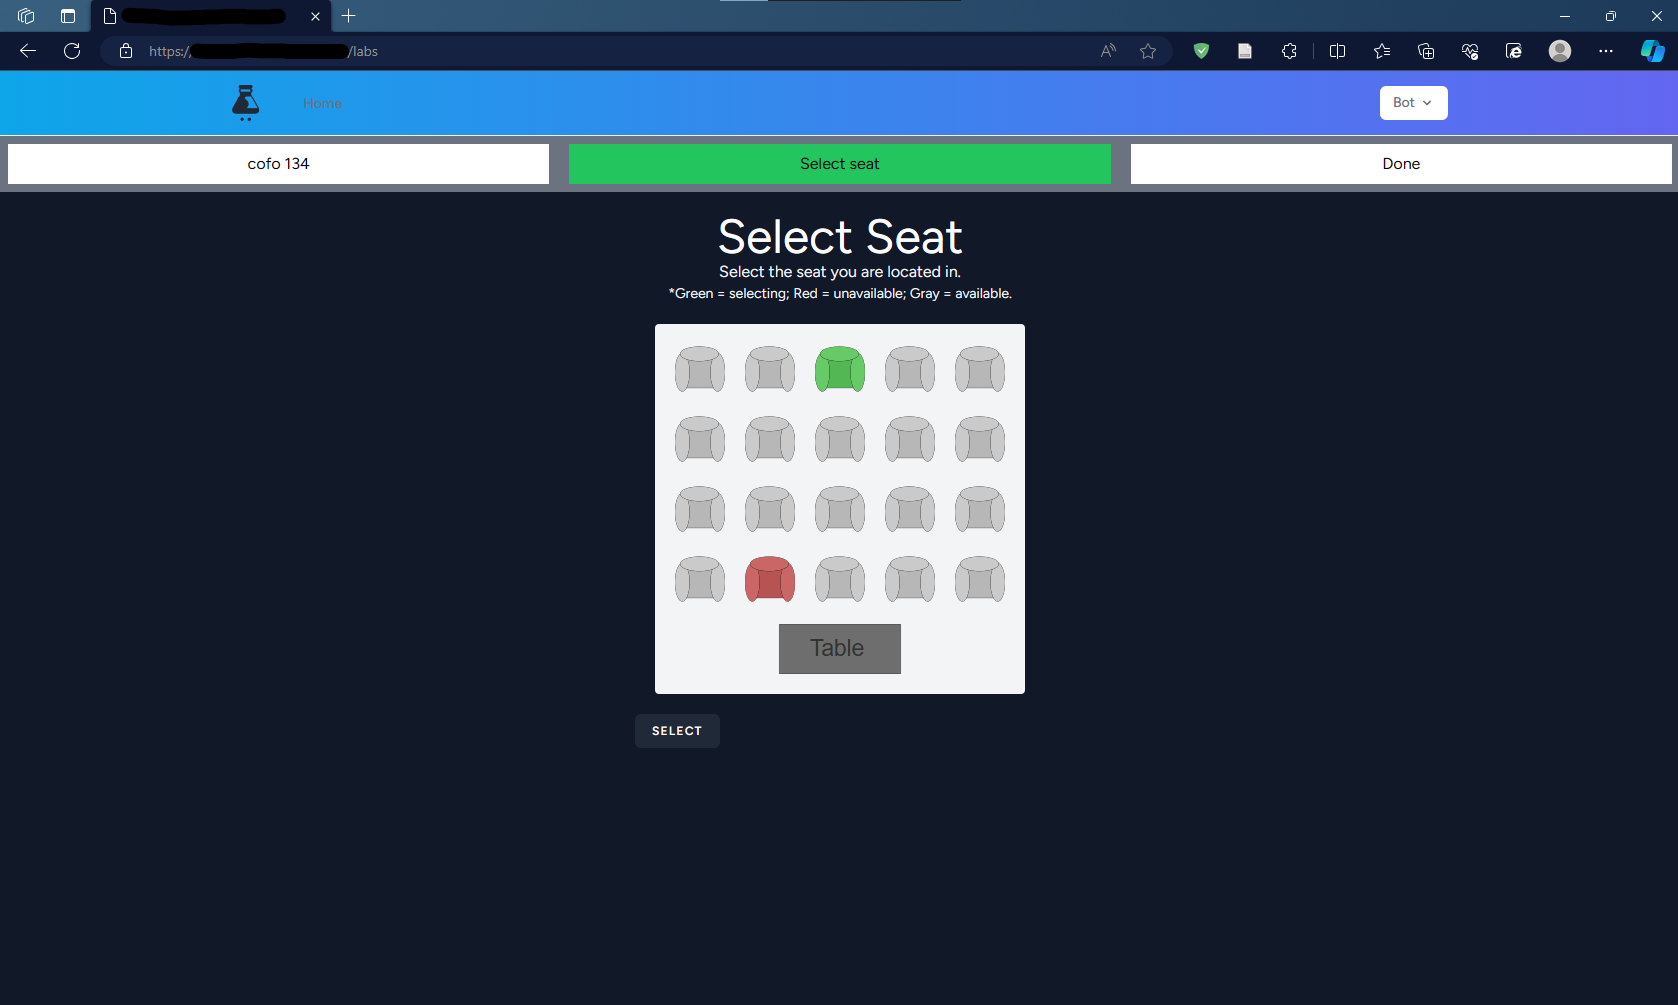 https://
/labs
Home
Bot
cofo 134
Select seat
Done
Select Seat
Select the seat you are located in.
*Green = selecting; Red = unavailable; Gray = available.
Table
SELECT